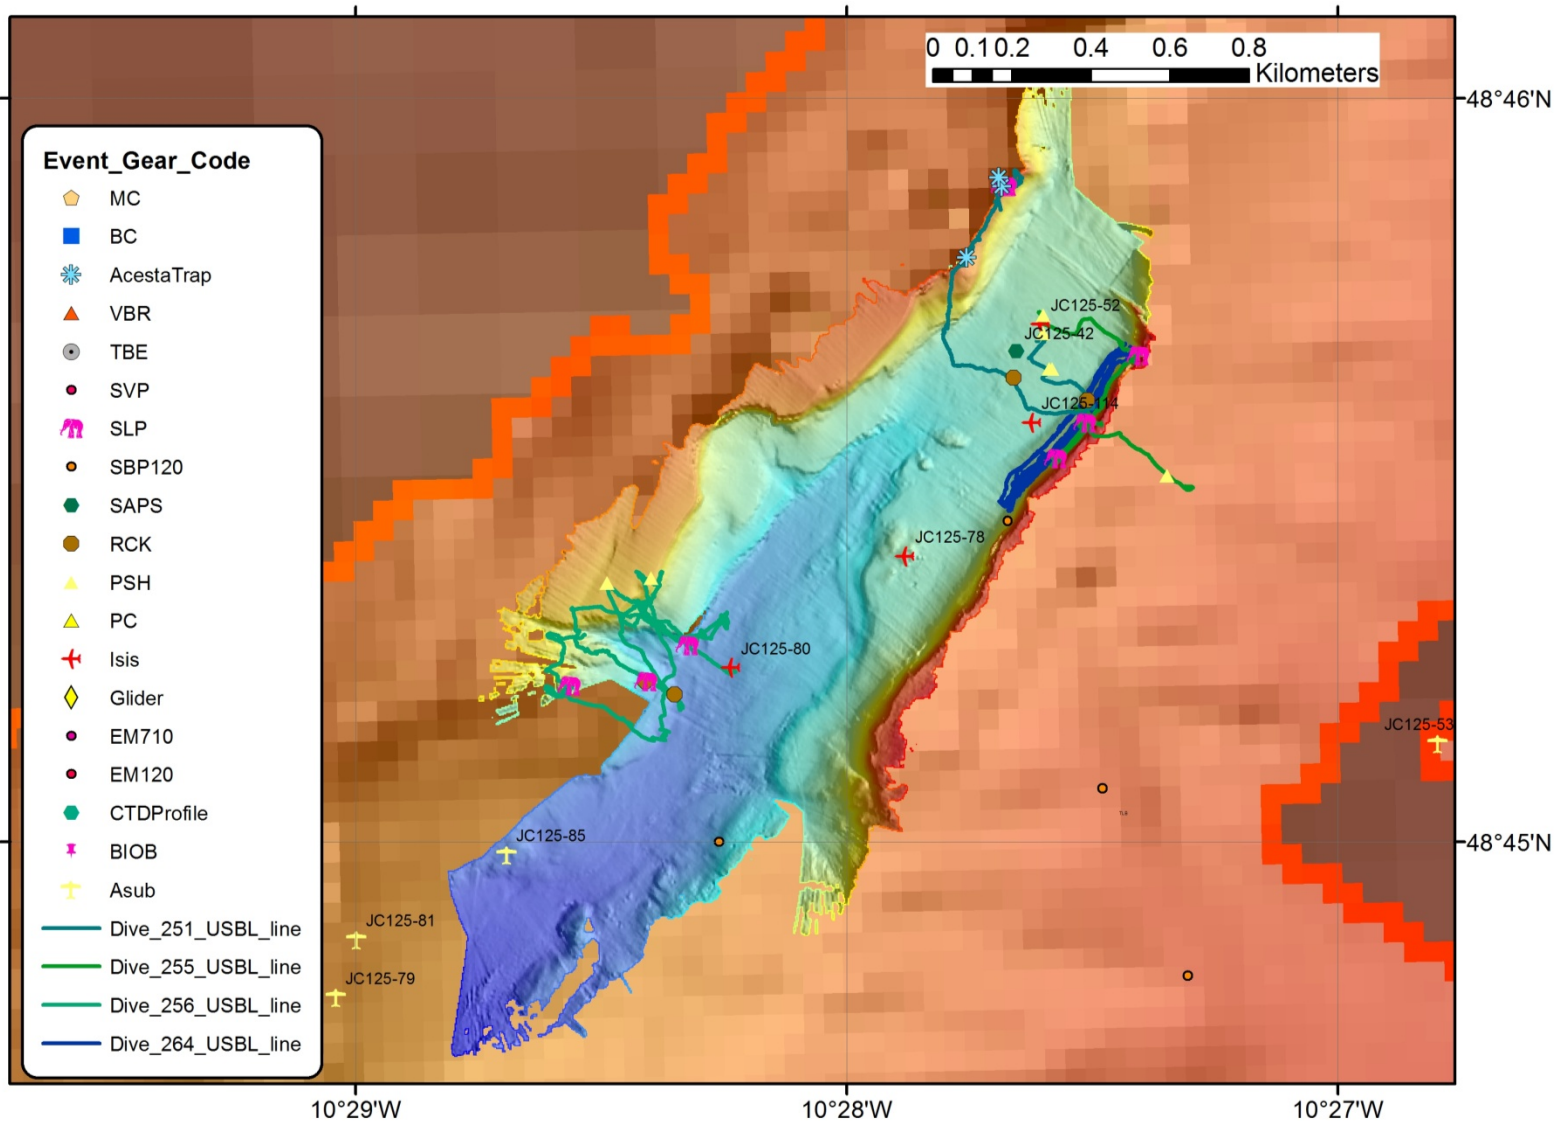 0 0.1 0.2 0.4 0.6 0.8
Kilometers
48°46'N
Event_Gear_Code
MC
BC
AcestaTrap
VBR
TBE
SVP
SLP
SBP120
SAPS
RCK
PSH
PC
Isis
Glider
EM710
EM120
CTDProfile
BIOB
Asub
Dive_251_USBL_line
Dive_255_USBL_line
Dive_256_USBL_line
Dive_264_USBL_line
JC125-52
JC125-42
JC125-114
JC125-78
JC125-80
JC125-53
JC125-85
48°45'N
JC125-81
JC125-79
10°29'W
10°28'W
10°27'W